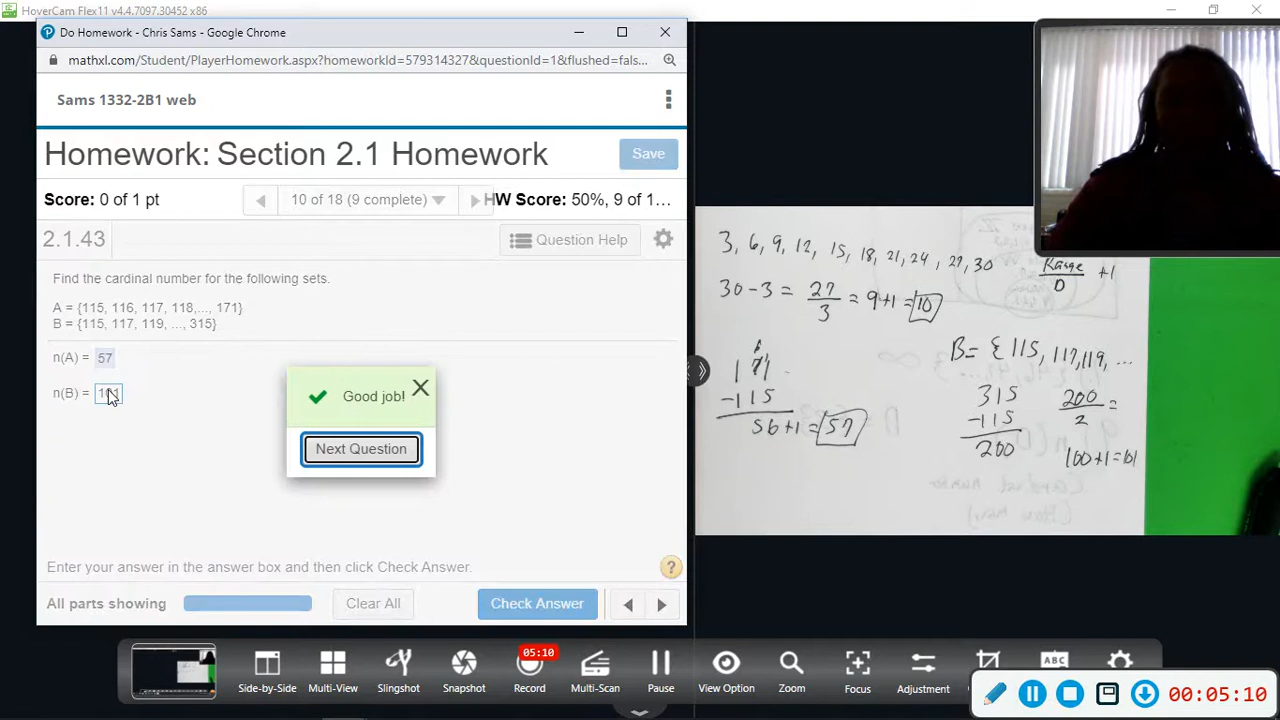 HoverCam Flex11 v4.4.7097.30452 x86
Do Homework - Chris Sams - Google Chrome
mathxl.com/Student/PlayerHomework.aspx?homeworkId=579314327&questionId=1&flushed=fals...
Sams 1332-2B1 web
Homework: Section 2.1 Homework
Save
Score: 0 of 1 pt
10 of 18 (9 complete)
HW Score: 50%, 9 of 1...
2.1.43
Question Help
Find the cardinal number for the following sets.
A = {115, 116, 117, 118,..., 171}
B = {115, 117, 119, ..., 315}
n(A) = 57
n(B) = 101
Good job!
Next Question
Enter your answer in the answer box and then click Check Answer.
?
All parts showing
Clear All
Check Answer
3, 6, 9, 12, 15, 18, 21, 24, 27, 30
Range
D
+1
30-3 = 27
3
= 9+1 = 10
171
-115
56+1 = 57
B = { 115, 117, 119, ...
315
-115
200
200
2
=
100+1=101
Cardinal number
(How many)
Side-by-Side
Multi-View
Slingshot
Snapshot
05:10
Record
Multi-Scan
Pause
View Option
Zoom
Focus
Adjustment
ABC
00:05:10